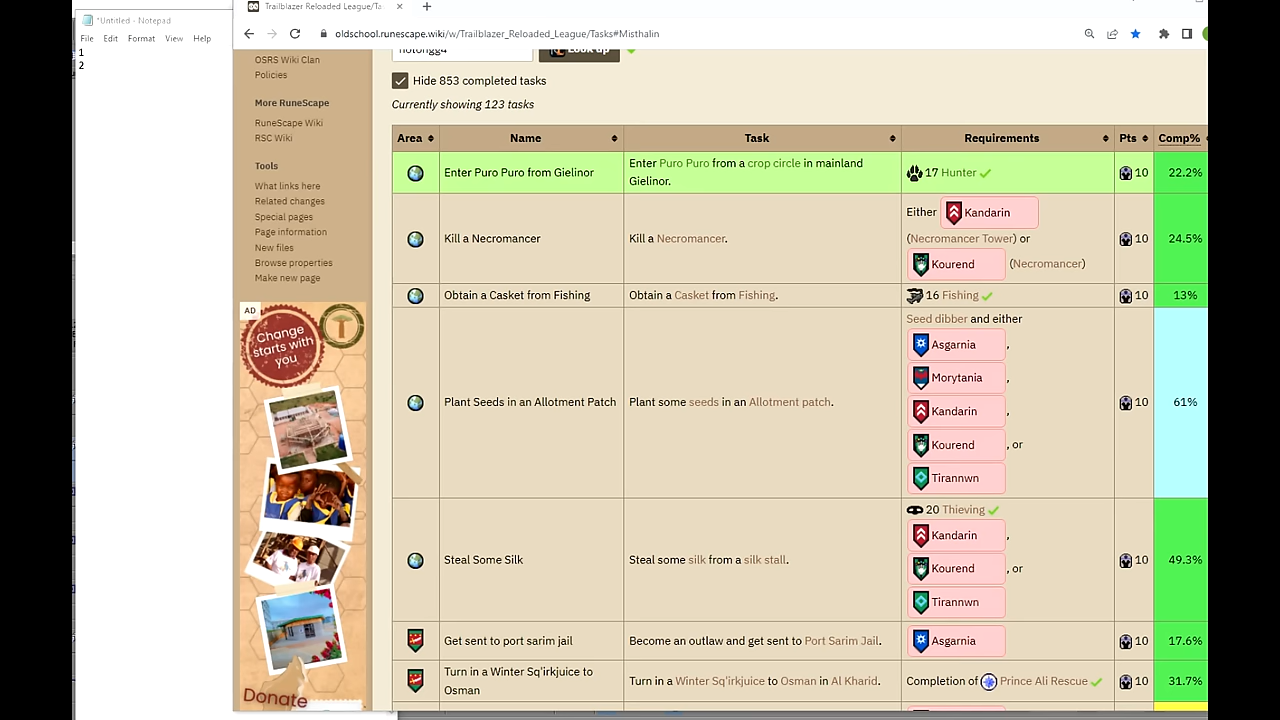 *Untitled - Notepad
File Edit Format View Help
1
2
Trailblazer Reloaded League/Ta
oldschool.runescape.wiki/w/Trailblazer_Reloaded_League/Tasks#Misthalin
OSRS Wiki Clan
Policies
More RuneScape
RuneScape Wiki
RSC Wiki
Tools
What links here
Related changes
Special pages
Page information
New files
Browse properties
Make new page
AD
Change
starts with
you
Donate
Hide 853 completed tasks
Currently showing 123 tasks
Area Name Task Requirements Pts Comp%
Enter Puro Puro from Gielinor
Enter Puro Puro from a crop circle in mainland
Gielinor.
17 Hunter
10
22.2%
Kill a Necromancer
Kill a Necromancer.
Either Kandarin
(Necromancer Tower) or
Kourend (Necromancer)
10
24.5%
Obtain a Casket from Fishing
Obtain a Casket from Fishing.
16 Fishing
10
13%
Plant Seeds in an Allotment Patch
Plant some seeds in an Allotment patch.
Seed dibber and either
Asgarnia ,
Morytania ,
Kandarin ,
Kourend , or
Tirannwn
10
61%
Steal Some Silk
Steal some silk from a silk stall.
20 Thieving
Kandarin ,
Kourend , or
Tirannwn
10
49.3%
Get sent to port sarim jail
Become an outlaw and get sent to Port Sarim Jail.
Asgarnia
10
17.6%
Turn in a Winter Sq'irkjuice to
Osman
Turn in a Winter Sq'irkjuice to Osman in Al Kharid.
Completion of Prince Ali Rescue
10
31.7%